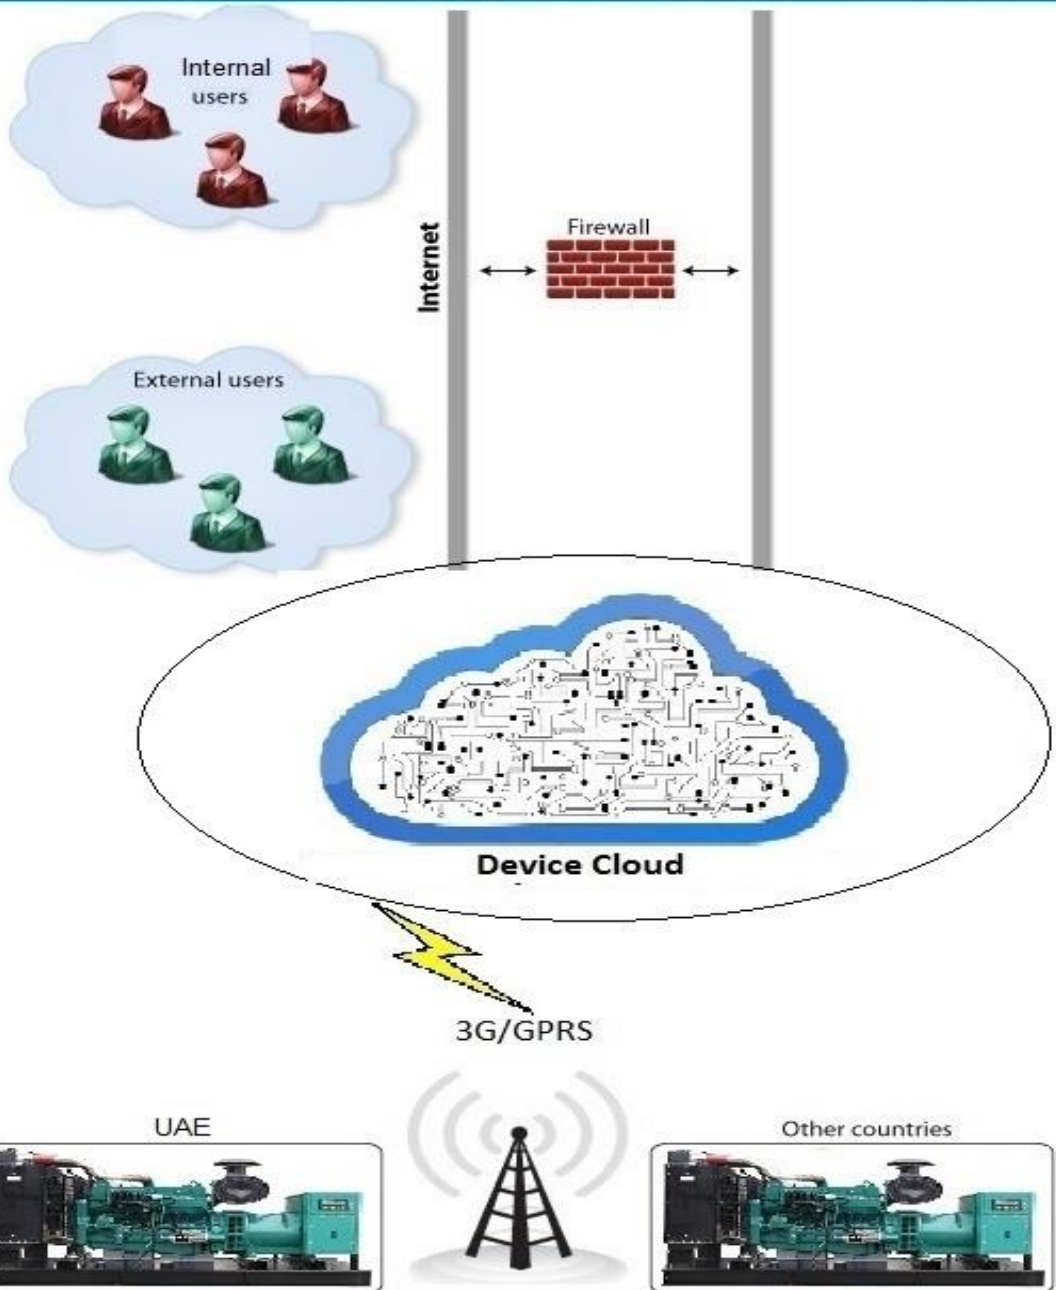 Internal
users
Internet
Firewall
External users
Device Cloud
3G/GPRS
UAE
Other countries